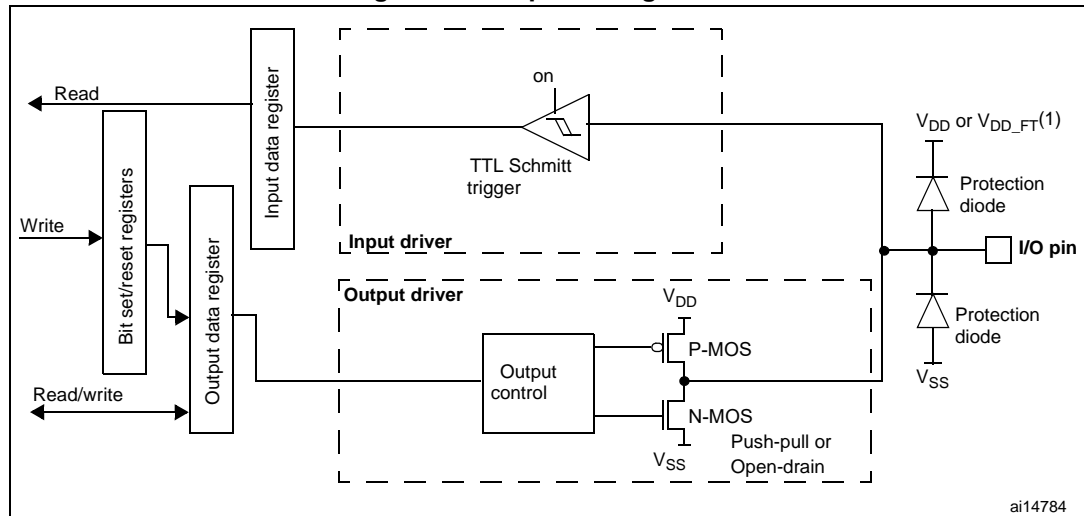 on
Read
Input data register
V_DD or V_DD_FT(1)
TTL Schmitt
trigger
Protection
diode
Bit set/reset registers
Write
Output data register
Input driver
I/O pin
Output driver
V_DD
P-MOS
Output
control
Protection
diode
V_SS
Read/write
N-MOS
Push-pull or
Open-drain
V_SS
ai14784